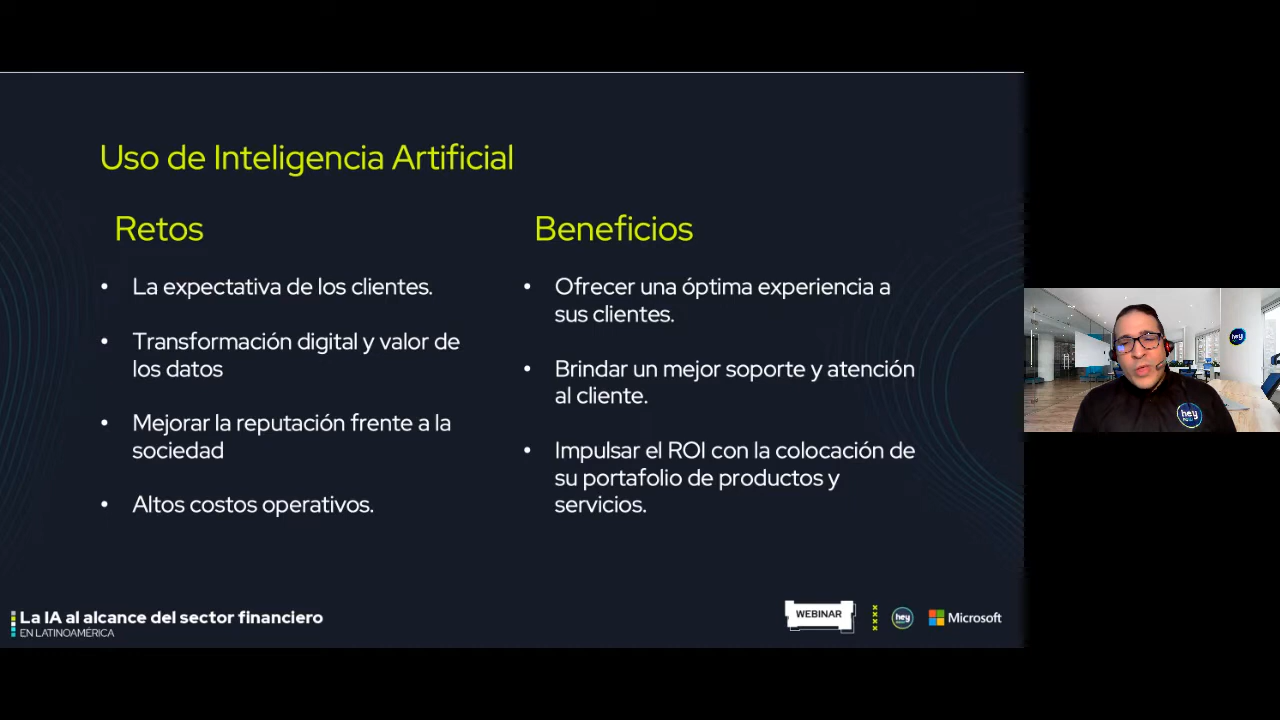 Uso de Inteligencia Artificial
Retos
La expectativa de los clientes.
Transformación digital y valor de
los datos
Mejorar la reputación frente a la
sociedad
Altos costos operativos.
Beneficios
Ofrecer una óptima experiencia a
sus clientes.
Brindar un mejor soporte y atención
al cliente.
Impulsar el ROI con la colocación de
su portafolio de productos y
servicios.
La IA al alcance del sector financiero
EN LATINOAMÉRICA
WEBINAR
hey
Microsoft
hey
hey